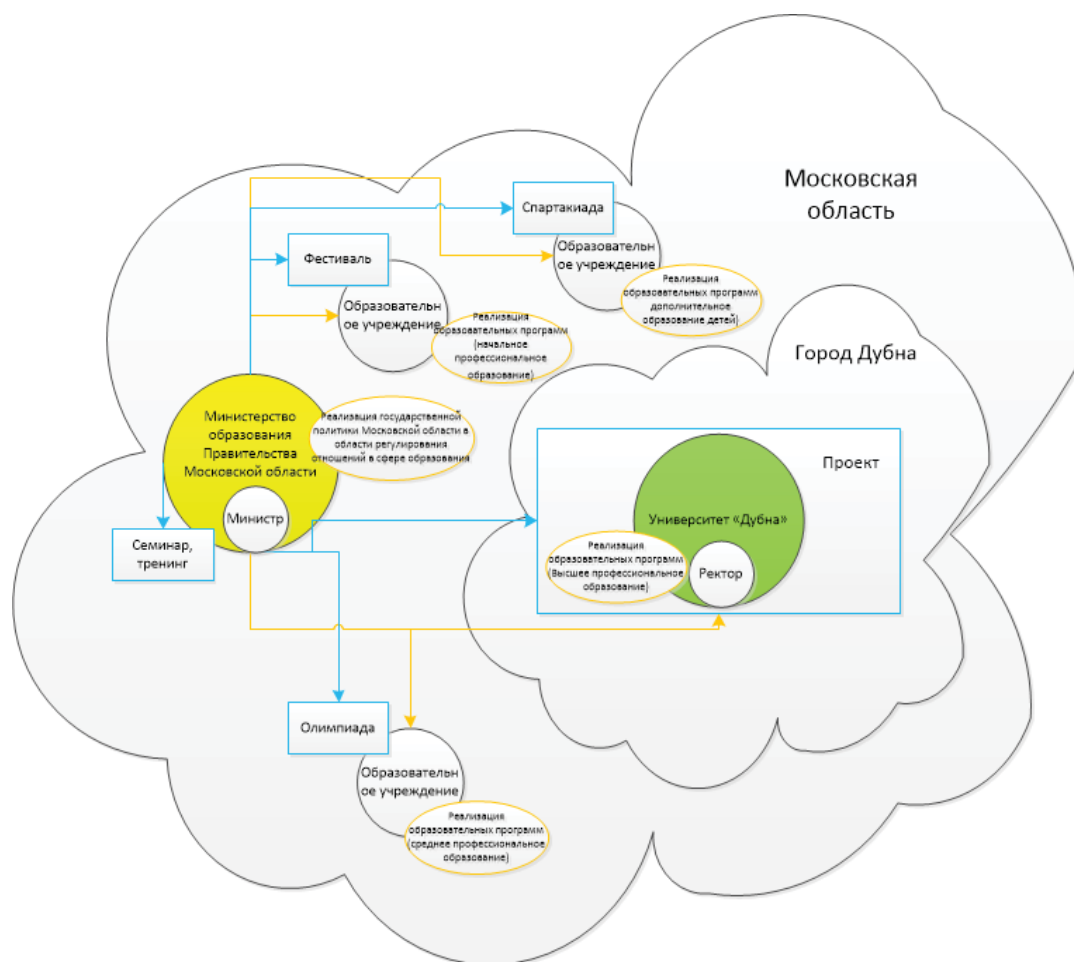 Московская
область
Спартакиада
Образовательн
ое учреждение
Реализация
образовательных программ
дополнительное
образование детей)
Фестиваль
Образовательн
ое учреждение
Реализация
образовательных программ
(начальное
профессиональное
образование)
Город Дубна
Министерство
образования
Правительства
Московской области
Министр
Реализация государственной
политики Московской области в
области регулирования
отношений в сфере образования
Семинар,
тренинг
Проект
Университет «Дубна»
Реализация
образовательных программ
(Высшее профессиональное
образование)
Ректор
Олимпиада
Образовательн
ое учреждение
Реализация
образовательных программ
(среднее профессиональное
образование)